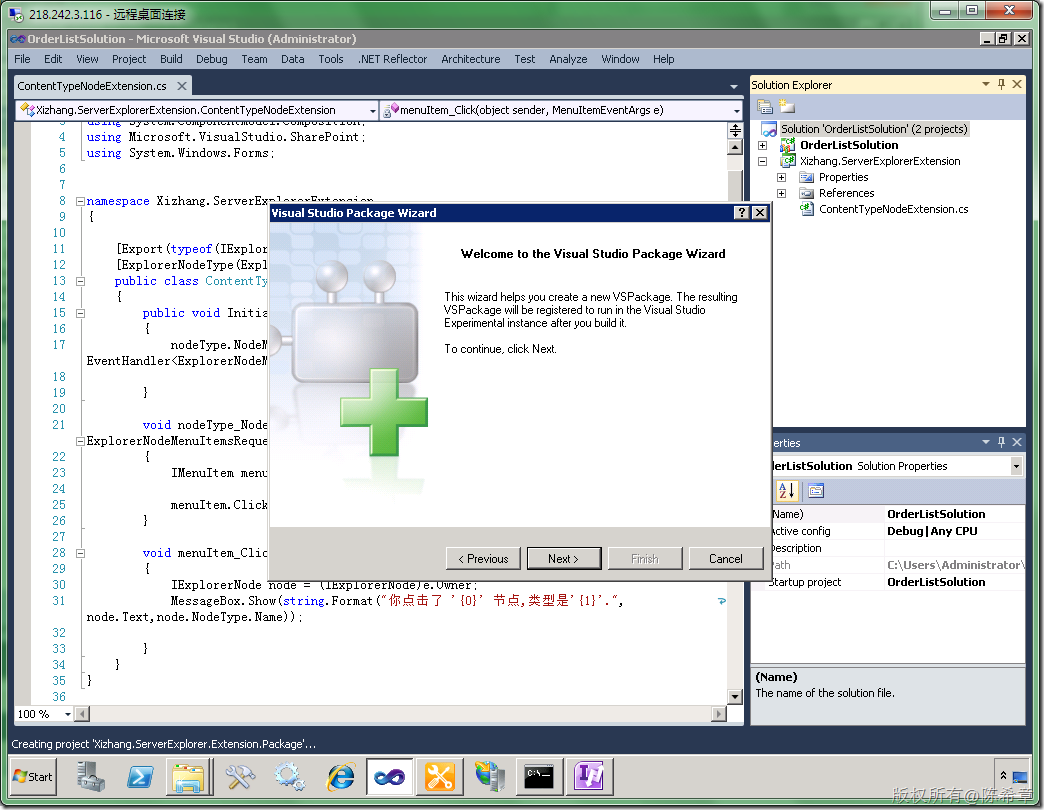 218.242.3.116 - 远程桌面连接
OrderListSolution - Microsoft Visual Studio (Administrator)
File Edit View Project Build Debug Team Data Tools .NET Reflector Architecture Test Analyze Window Help
ContentTypeNodeExtension.cs
Xizhang.ServerExplorerExtension.ContentTypeNodeExtension
menuItem_Click(object sender, MenuItemEventArgs e)
using System.ComponentModel.Composition;
4 using Microsoft.VisualStudio.SharePoint;
5 using System.Windows.Forms;
6
7
8 namespace Xizhang.ServerExplorerExtension
9 {
10
11 [Export(typeof(IExplor
12 [ExplorerNodeType(Expl
13 public class ContentTy
14 {
15 public void Initia
16 {
17 nodeType.NodeM
EventHandler<ExplorerNodeM
18
19 }
20
21 void nodeType_Node
ExplorerNodeMenuItemsReque
22 {
23 IMenuItem menu
24
25 menuItem.Click
26 }
27
28 void menuItem_Clic
29 {
30 IExplorerNode node = (IExplorerNode)e.Owner;
31 MessageBox.Show(string.Format("你点击了 '{0}' 节点,类型是'{1}'.",
node.Text,node.NodeType.Name));
32
33 }
34 }
35 }
36
100 %
Visual Studio Package Wizard
Welcome to the Visual Studio Package Wizard
This wizard helps you create a new VSPackage. The resulting
VSPackage will be registered to run in the Visual Studio
Experimental instance after you build it.
To continue, click Next.
< Previous
Next >
Finish
Cancel
Solution Explorer
Solution 'OrderListSolution' (2 projects)
OrderListSolution
Xizhang.ServerExplorerExtension
Properties
References
ContentTypeNodeExtension.cs
erties
derListSolution Solution Properties
Name) OrderListSolution
Active config Debug|Any CPU
Description
Path C:\Users\Administrator\
Startup project OrderListSolution
(Name)
The name of the solution file.
Creating project 'Xizhang.ServerExplorer.Extension.Package'...
Start
版权所有@陈希章